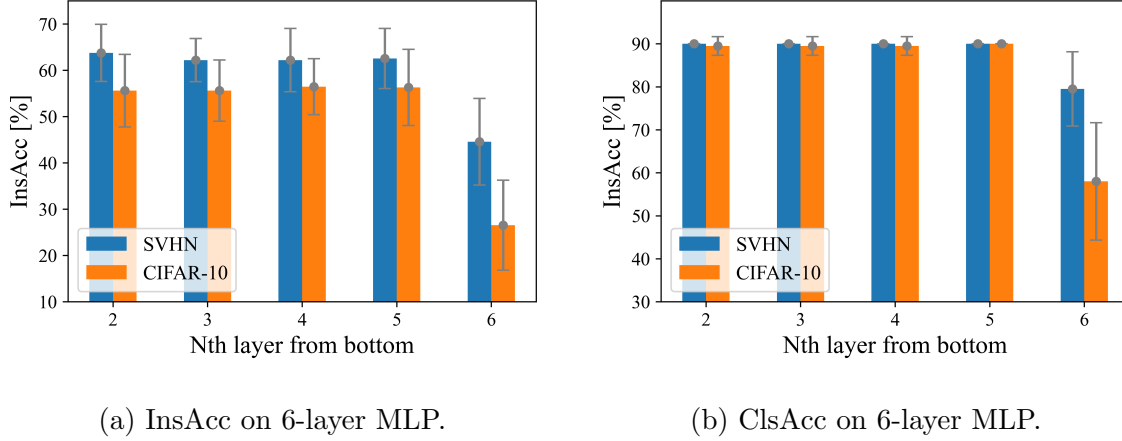 70
60
50
40
30
20
10
InsAcc [%]
SVHN
CIFAR-10
2 3 4 5 6
Nth layer from bottom
(a) InsAcc on 6-layer MLP.
90
80
70
60
50
40
30
InsAcc [%]
SVHN
CIFAR-10
2 3 4 5 6
Nth layer from bottom
(b) ClsAcc on 6-layer MLP.